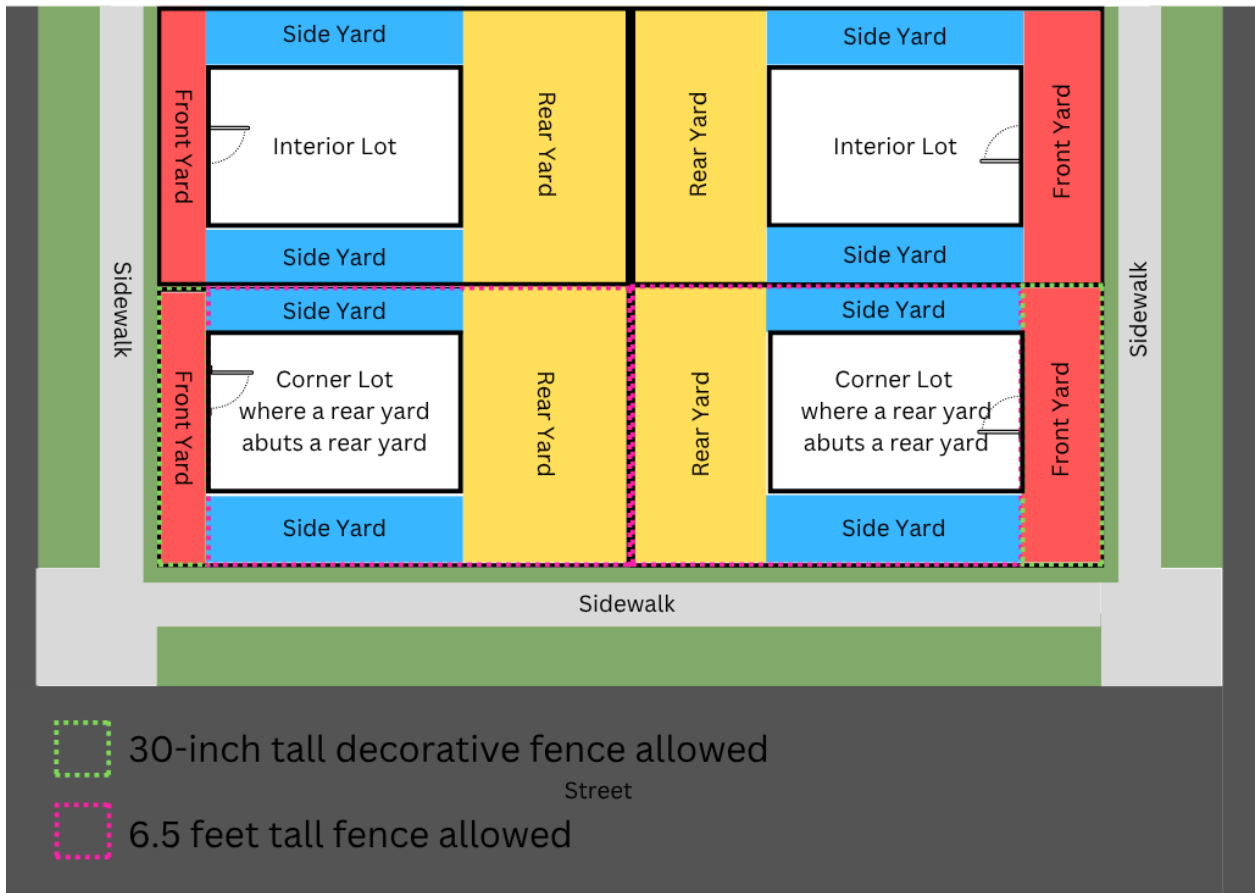 Side Yard
Side Yard
Front Yard
Interior Lot
Rear Yard
Rear Yard
Interior Lot
Front Yard
Side Yard
Side Yard
Sidewalk
Sidewalk
Side Yard
Side Yard
Front Yard
Corner Lot
where a rear yard
abuts a rear yard
Rear Yard
Rear Yard
Corner Lot
where a rear yard
abuts a rear yard
Front Yard
Side Yard
Side Yard
Sidewalk
30-inch tall decorative fence allowed
Street
6.5 feet tall fence allowed